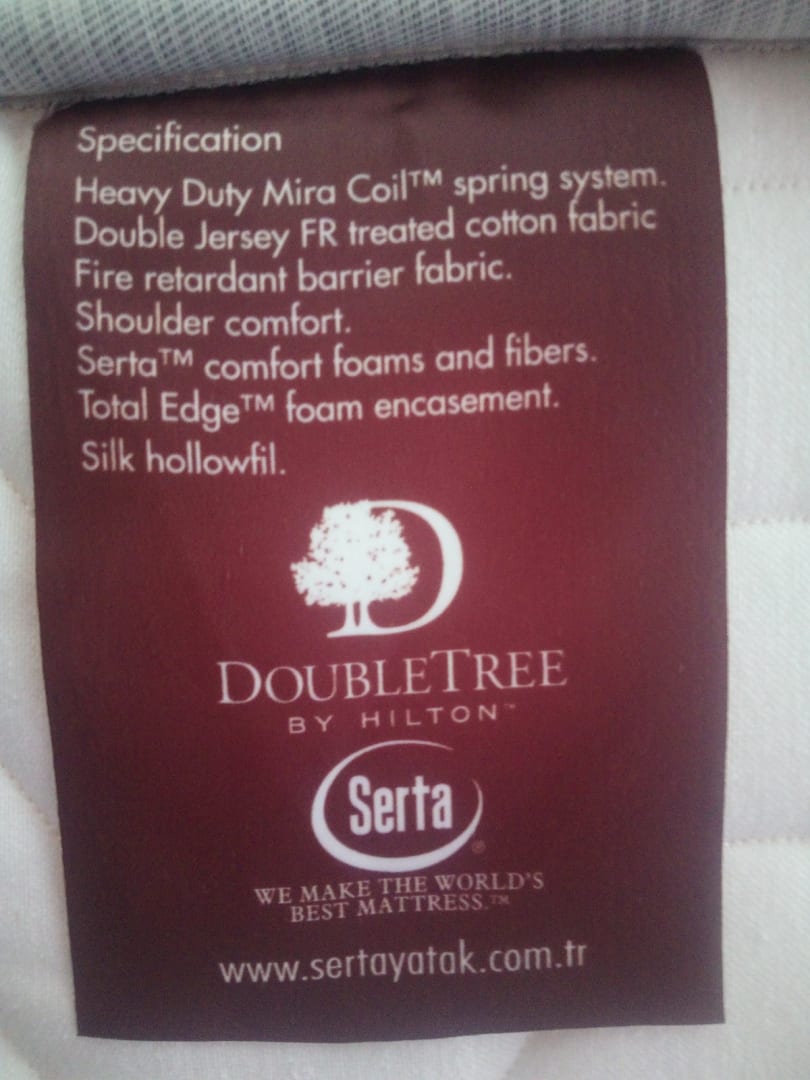 Specification
Heavy Duty Mira Coil™ spring system.
Double Jersey FR treated cotton fabric
Fire retardant barrier fabric.
Shoulder comfort.
Serta™ comfort foams and fibers.
Total Edge™ foam encasement.
Silk hollowfil.
D
DOUBLETREE
BY HILTON™
Serta®
WE MAKE THE WORLD'S
BEST MATTRESS.™
www.sertayatak.com.tr